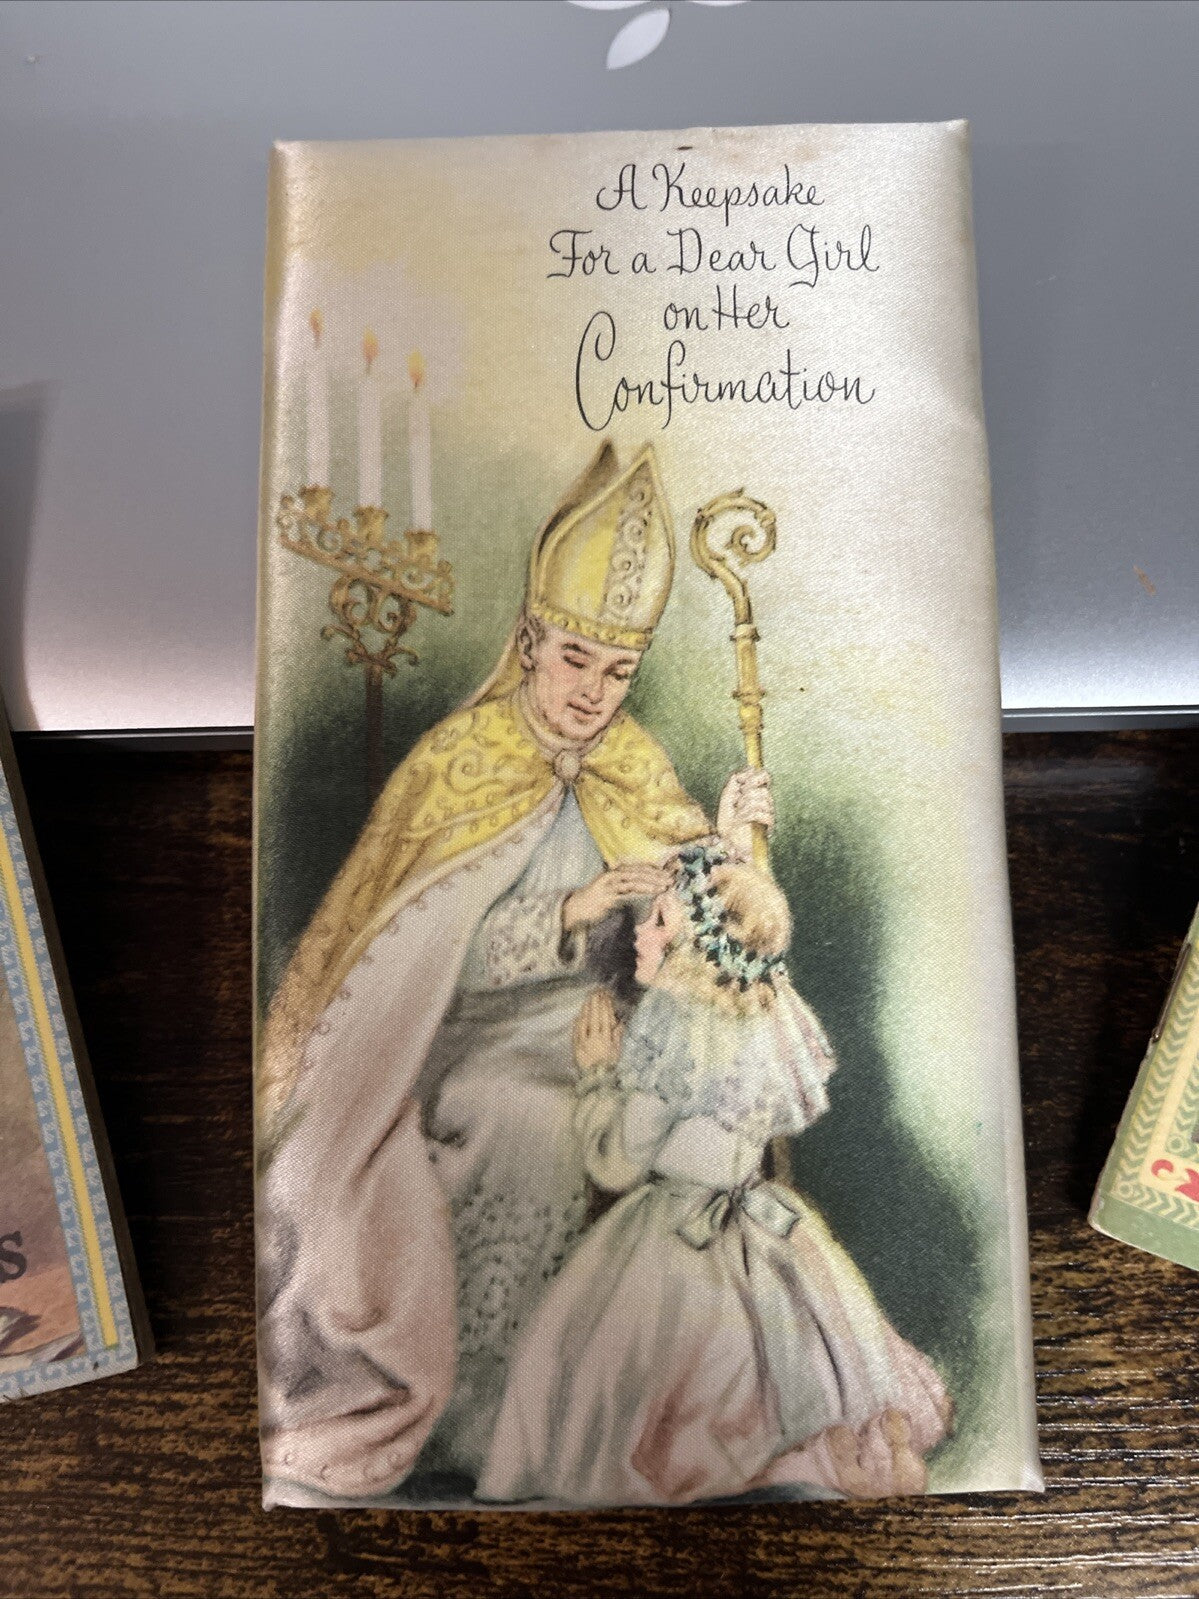 A Keepsake
For a Dear Girl
on Her
Confirmation
S